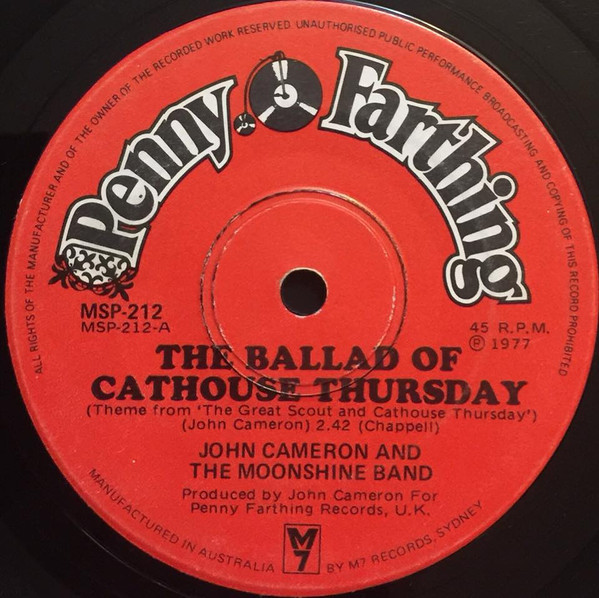 ALL RIGHTS OF THE MANUFACTURER AND OF THE OWNER OF THE RECORDED WORK RESERVED UNAUTHORISED PUBLIC PERFORMANCE BROADCASTING AND COPYING OF THIS RECORD PROHIBITED
Penny Farthing
MSP-212
MSP-212-A
45 R.P.M.
Ⓟ 1977
THE BALLAD OF
CATHOUSE THURSDAY
(Theme from 'The Great Scout and Cathouse Thursday')
(John Cameron) 2.42 (Chappell)
JOHN CAMERON AND
THE MOONSHINE BAND
Produced by John Cameron For
Penny Farthing Records, U.K.
M
7
MANUFACTURED IN AUSTRALIA BY M7 RECORDS, SYDNEY